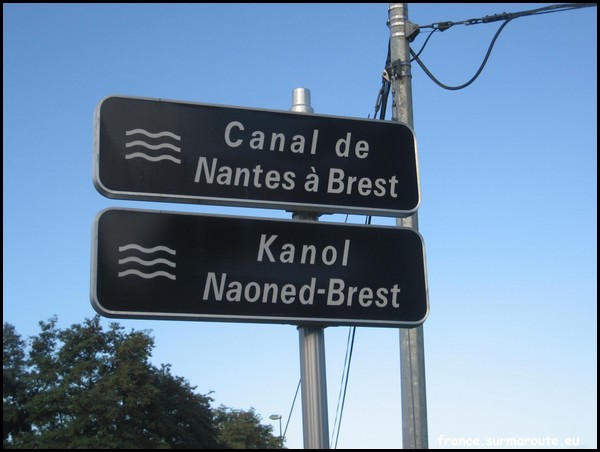 Canal de
Nantes à Brest
Kanol
Naoned-Brest
france.surmaroute.eu